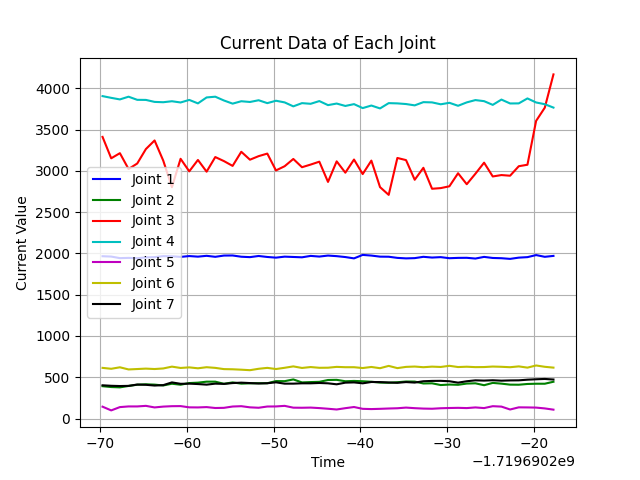 Current Data of Each Joint
Current Value
4000
3500
3000
2500
2000
1500
1000
500
0
Joint 1
Joint 2
Joint 3
Joint 4
Joint 5
Joint 6
Joint 7
−70 −60 −50 −40 −30 −20
Time
−1.7196902e9